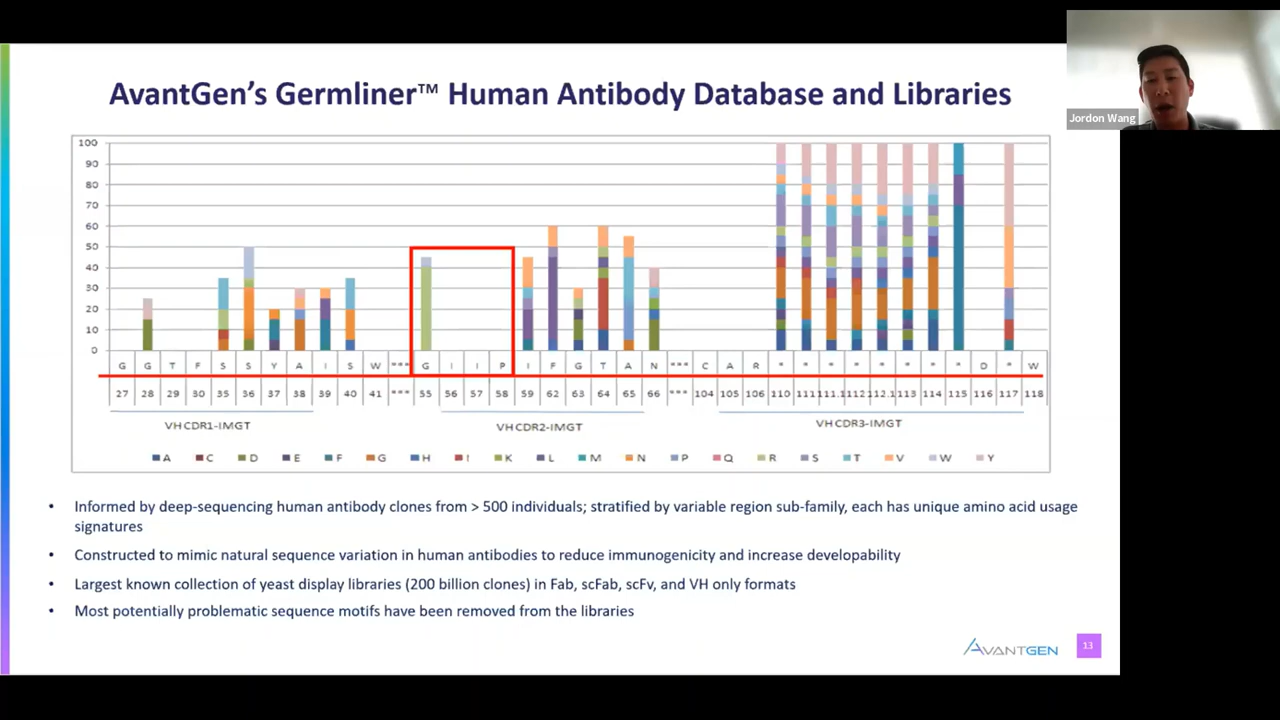 AvantGen's Germliner™ Human Antibody Database and Libraries
Jordon Wang
100
90
80
70
60
50
40
30
20
10
0
G G T F S S Y A I S W *** G I I P I F G T A N *** C A R * * * * * * * * D * W
27 28 29 30 35 36 37 38 39 40 41 *** 55 56 57 58 59 62 63 64 65 66 *** 104 105 106 110 111 111.1 112 112.1 113 114 115 116 117 118
VH CDR1-IMGT VH CDR2-IMGT VH CDR3-IMGT
A C D E F G H I K L M N P Q R S T V W Y
• Informed by deep-sequencing human antibody clones from > 500 individuals; stratified by variable region sub-family, each has unique amino acid usage
signatures
• Constructed to mimic natural sequence variation in human antibodies to reduce immunogenicity and increase developability
• Largest known collection of yeast display libraries (200 billion clones) in Fab, scFab, scFv, and VH only formats
• Most potentially problematic sequence motifs have been removed from the libraries
AVANTGEN 13